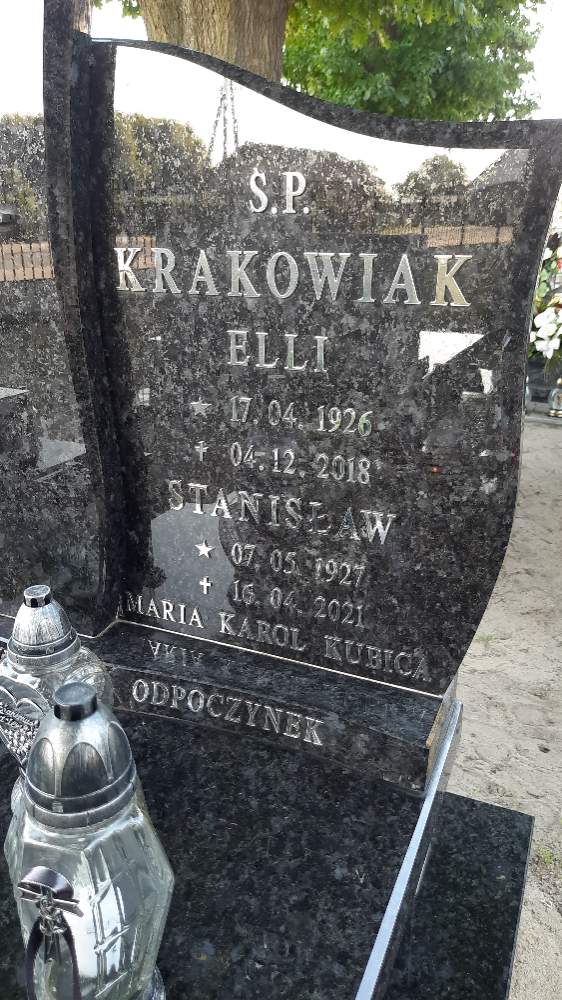 Ś.P.
KRAKOWIAK
ELLI
* 17.04.1926
† 04.12.2018
STANISŁAW
* 07.05.1927
† 16.04.2021
MARIA KAROL KUBICA
ODPOCZYNEK